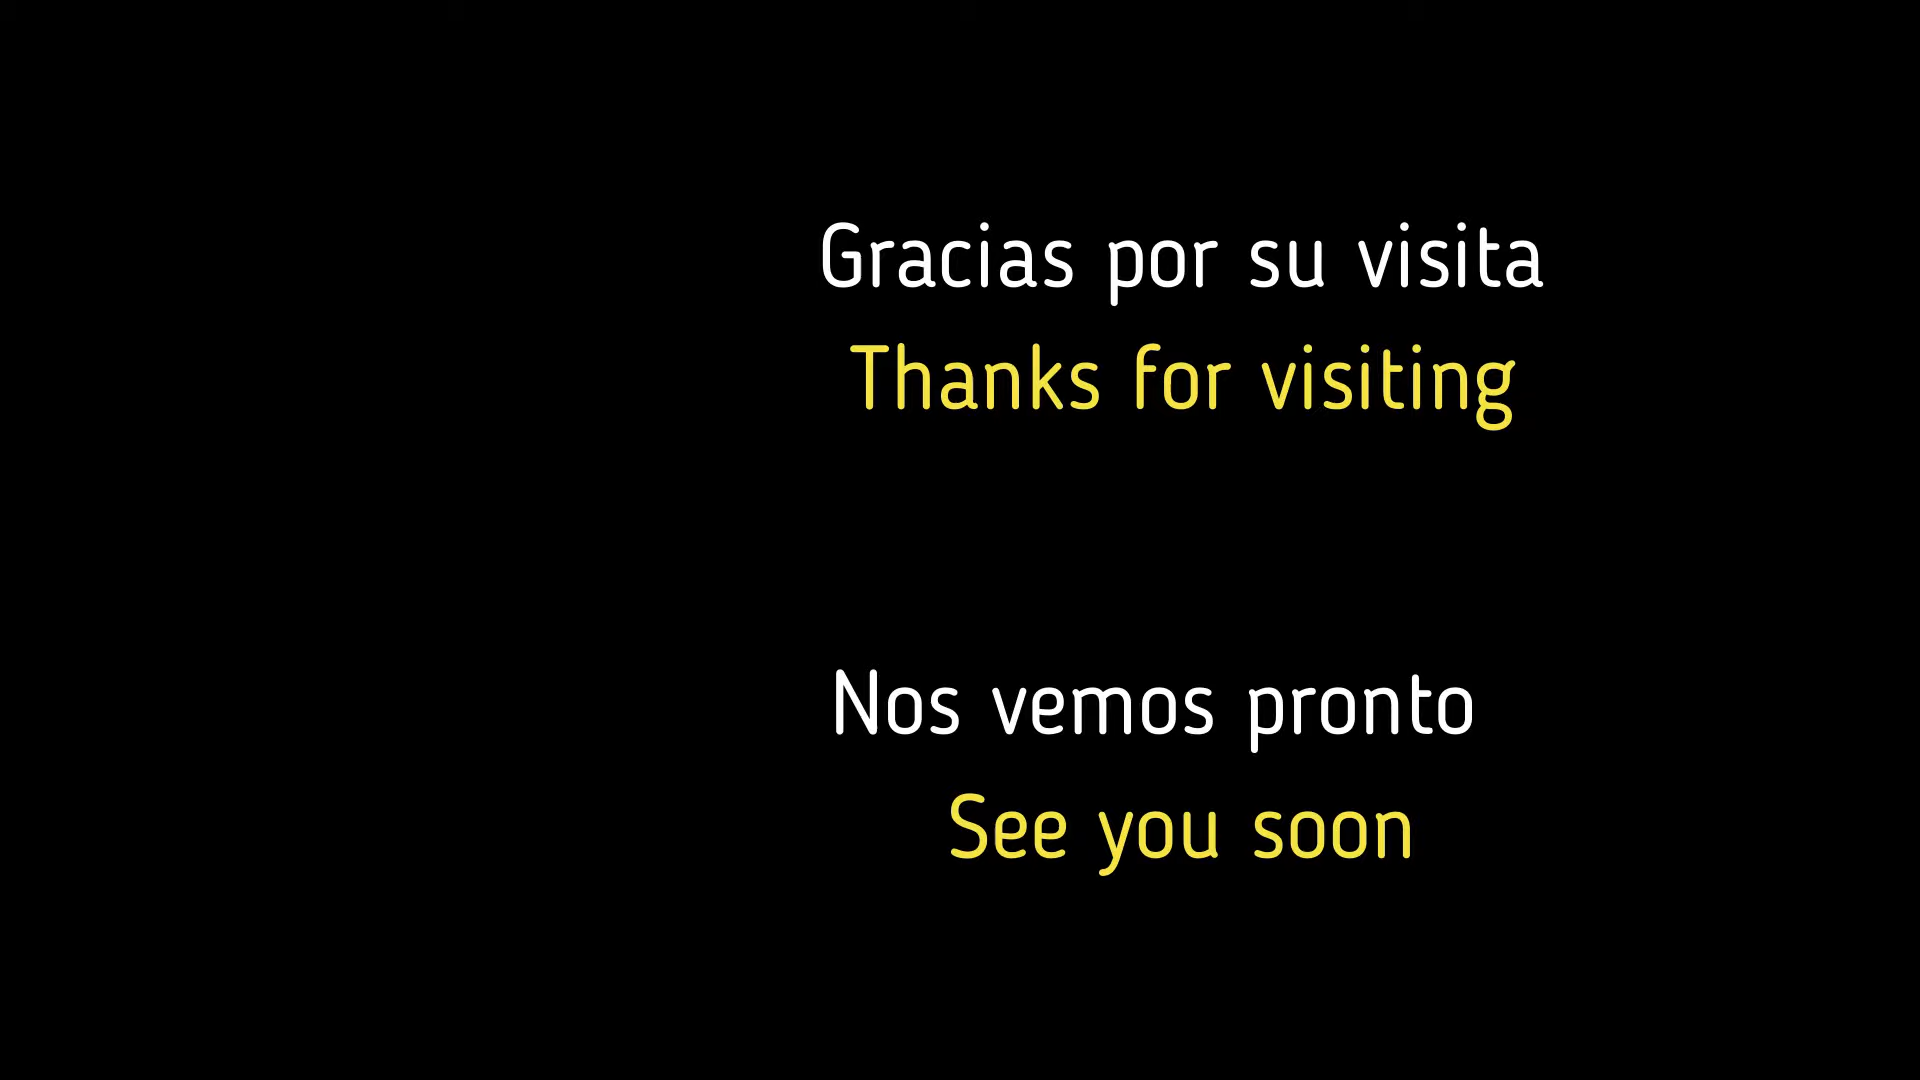 Gracias por su visita
Thanks for visiting
Nos vemos pronto
See you soon